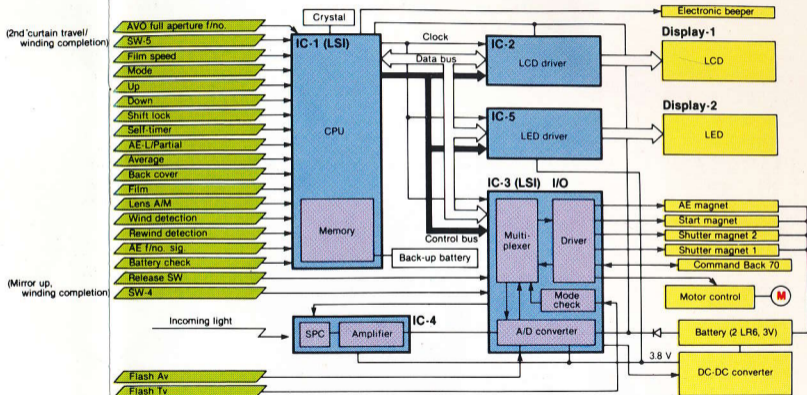 AVO full aperture f/no.
(2nd curtain travel/
winding completion)
SW-5
Film speed
Mode
Up
Down
Shift lock
Self-timer
AE-L/Partial
Average
Back cover
Film
Lens A/M
Wind detection
Rewind detection
AE f/no. sig.
Battery check
Release SW
(Mirror up,
winding completion)
SW-4
Incoming light
Flash Av
Flash Tv
Crystal
IC-1 (LSI)
CPU
Memory
Back-up battery
Clock
Data bus
Control bus
IC-2
LCD driver
IC-5
LED driver
IC-3 (LSI) I/O
Multi-
plexer
Driver
Mode
check
A/D converter
IC-4
SPC
Amplifier
Electronic beeper
Display-1
LCD
Display-2
LED
AE magnet
Start magnet
Shutter magnet 2
Shutter magnet 1
Command Back 70
Motor control
M
Battery (2 LR6, 3V)
3.8 V
DC-DC converter